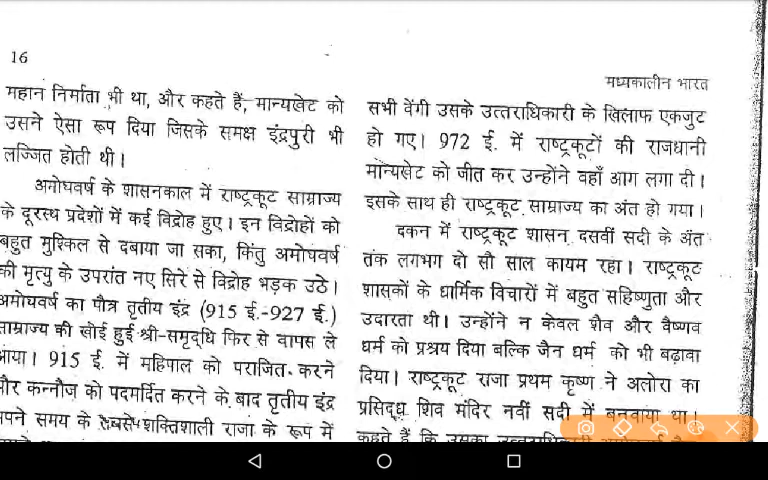 16
महान निर्माता भी था, और कहते हैं, मान्यखेट को
उसने ऐसा रूप दिया जिसके समक्ष इंद्रपुरी भी
लज्जित होती थी।
अमोघवर्ष के शासनकाल में राष्ट्रकूट साम्राज्य
के दूरस्थ प्रदेशों में कई विद्रोह हुए। इन विद्रोहों को
बहुत मुश्किल से दबाया जा सका, किंतु अमोघवर्ष
की मृत्यु के उपरांत नए सिरे से विद्रोह भड़क उठे।
अमोघवर्ष का पौत्र तृतीय इंद्र (915 ई.-927 ई.)
साम्राज्य की खोई हुई श्री-समृद्धि फिर से वापस ले
आया। 915 ई. में महिपाल को पराजित करने
और कन्नौज को पदमर्दित करने के बाद तृतीय इंद्र
अपने समय के सबसे शक्तिशाली राजा के रूप में
मध्यकालीन भारत
सभी वेंगी उसके उत्तराधिकारी के खिलाफ एकजुट
हो गए। 972 ई. में राष्ट्रकूटों की राजधानी
मान्यखेट को जीत कर उन्होंने वहाँ आग लगा दी।
इसके साथ ही राष्ट्रकूट साम्राज्य का अंत हो गया।
दकन में राष्ट्रकूट शासन दसवीं सदी के अंत
तक लगभग दो सौ साल कायम रहा। राष्ट्रकूट
शासकों के धार्मिक विचारों में बहुत सहिष्णुता और
उदारता थी। उन्होंने न केवल शैव और वैष्णव
धर्म को प्रश्रय दिया बल्कि जैन धर्म को भी बढ़ावा
दिया। राष्ट्रकूट राजा प्रथम कृष्ण ने अलोरा का
प्रसिद्ध शिव मंदिर नवीं सदी में बनवाया था।
कहते हैं कि उसका